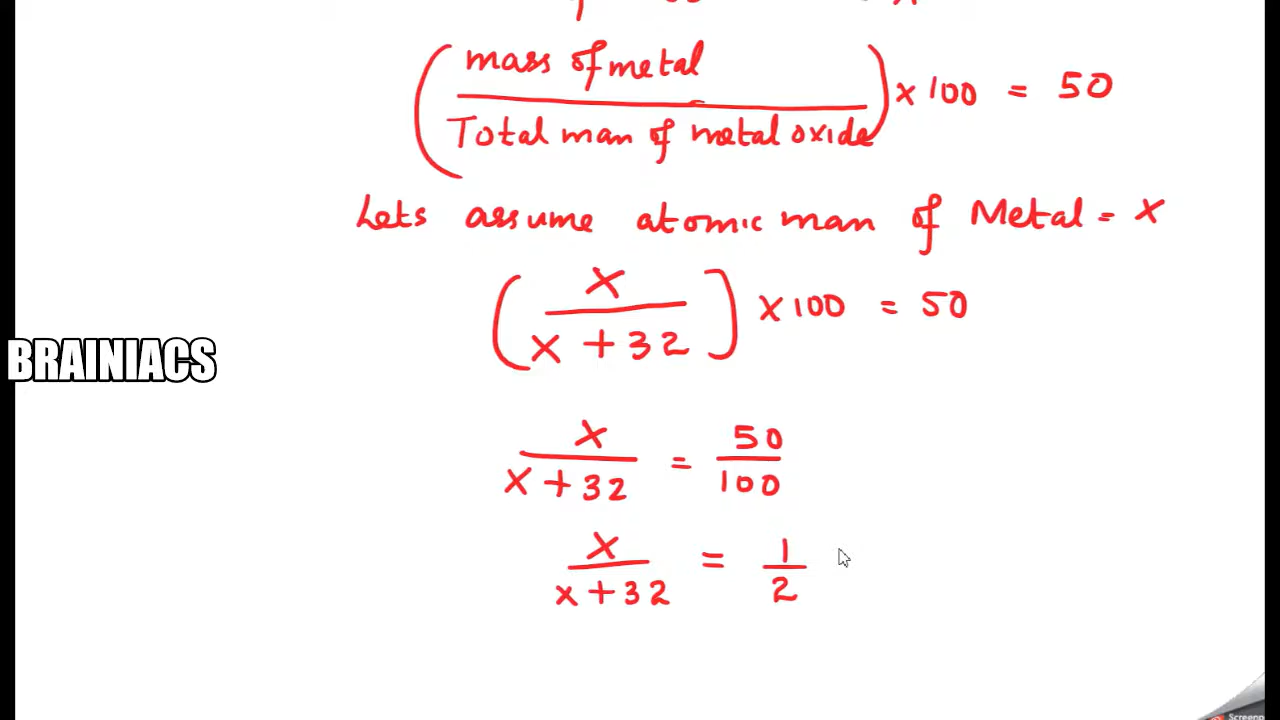 ( mass of metal / Total man of metal oxide ) × 100 = 50
Lets assume atomic man of Metal = x
( x / x + 32 ) × 100 = 50
BRAINIACS
x / x + 32 = 50 / 100
x / x + 32 = 1 / 2